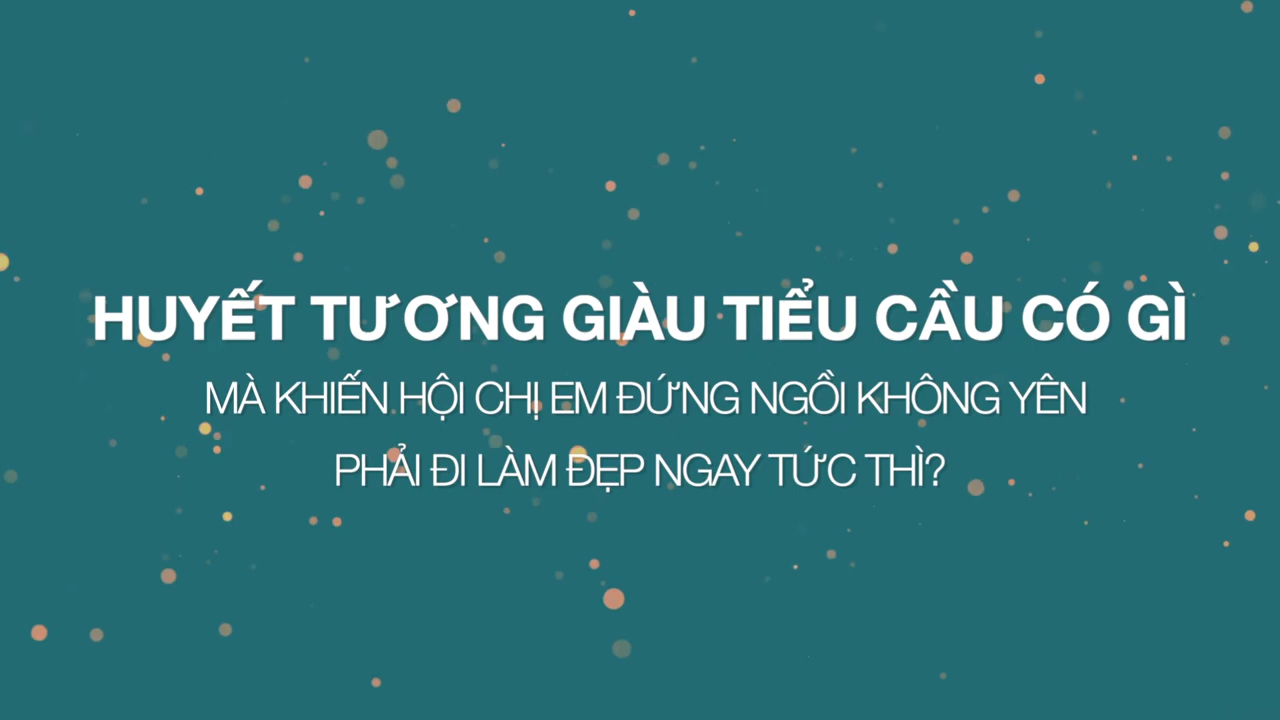 HUYẾT TƯƠNG GIÀU TIỂU CẦU CÓ GÌ
MÀ KHIẾN HỘI CHỊ EM ĐỨNG NGỒI KHÔNG YÊN
PHẢI ĐI LÀM ĐẸP NGAY TỨC THÌ?